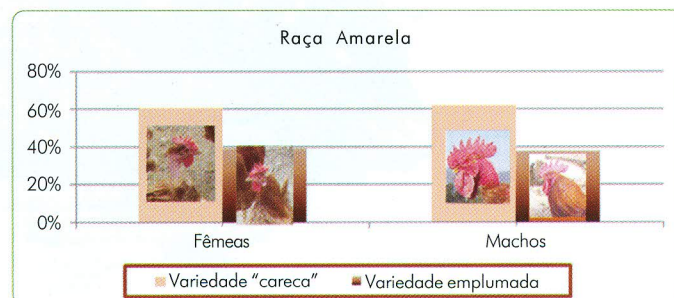 Raça Amarela
80%
60%
40%
20%
0%
Fêmeas Machos
Variedade “careca” Variedade emplumada